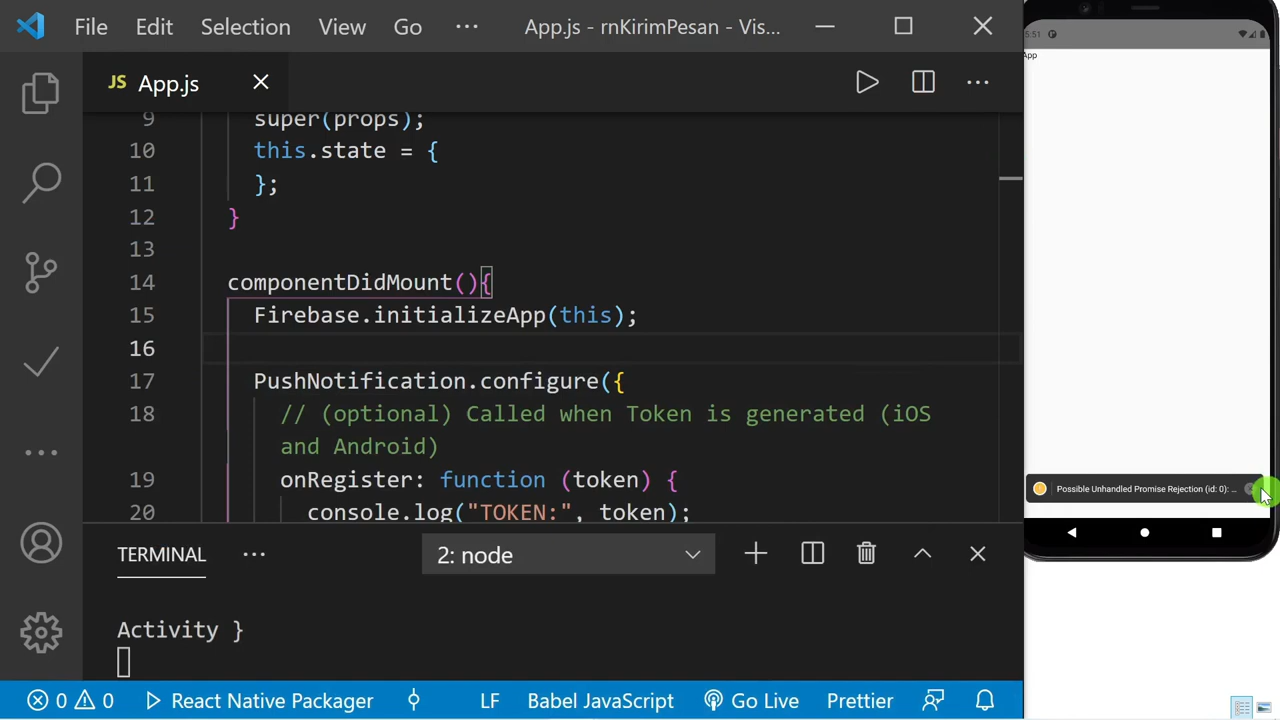 File Edit Selection View Go ··· App.js - rnKirimPesan - Vis...
JS App.js
9 super(props);
10 this.state = {
11 };
12 }
13
14 componentDidMount(){
15 Firebase.initializeApp(this);
16
17 PushNotification.configure({
18 // (optional) Called when Token is generated (iOS
and Android)
19 onRegister: function (token) {
20 console.log("TOKEN:", token);
TERMINAL ··· 2: node
Activity }
0 0 React Native Packager LF Babel JavaScript Go Live Prettier
5:51
App
Possible Unhandled Promise Rejection (id: 0): ...